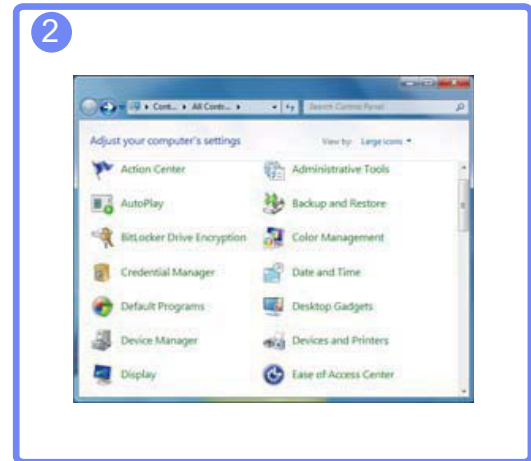 2
Cont... ▸ All Contr... ▸ Search Control Panel
Adjust your computer's settings View by: Large icons
Action Center Administrative Tools
AutoPlay Backup and Restore
BitLocker Drive Encryption Color Management
Credential Manager Date and Time
Default Programs Desktop Gadgets
Device Manager Devices and Printers
Display Ease of Access Center